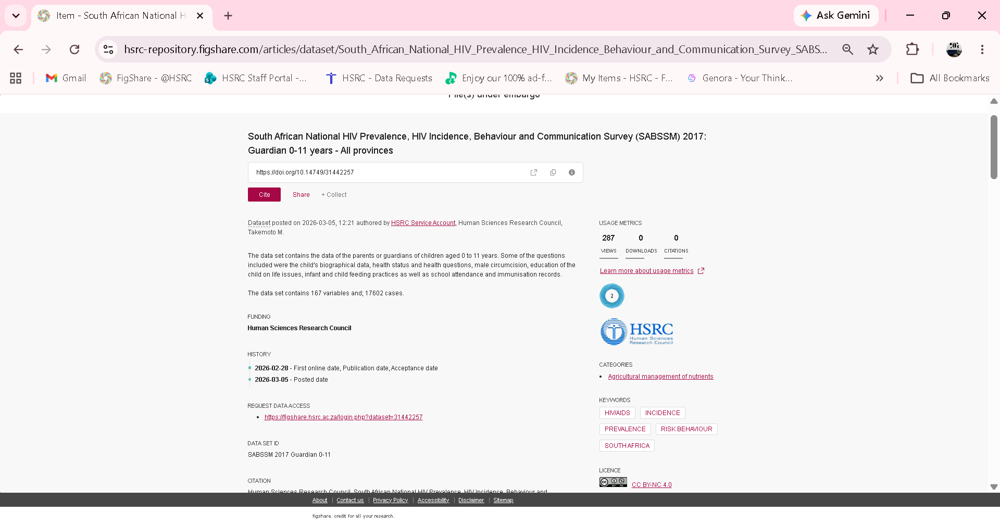 Item - South African National H
Ask Gemini
hsrc-repository.figshare.com/articles/dataset/South_African_National_HIV_Prevalence_HIV_Incidence_Behaviour_and_Communication_Survey_SABS...
Gmail
FigShare - @HSRC
HSRC Staff Portal -...
HSRC - Data Requests
Enjoy our 100% ad-f...
My Items - HSRC - F...
Genora - Your Think...
All Bookmarks
File(s) under embargo
South African National HIV Prevalence, HIV Incidence, Behaviour and Communication Survey (SABSSM) 2017:
Guardian 0-11 years - All provinces
https://doi.org/10.14749/31442257
Cite
Share
+ Collect
Dataset posted on 2026-03-05, 12:21 authored by HSRC Service Account, Human Sciences Research Council,
Takemoto M.
The data set contains the data of the parents or guardians of children aged 0 to 11 years. Some of the questions
included were the child's biographical data, health status and health questions, male circumcision, education of the
child on life issues, infant and child feeding practices as well as school attendance and immunisation records.
The data set contains 167 variables and; 17602 cases.
FUNDING
Human Sciences Research Council
HISTORY
2026-02-28 - First online date, Publication date, Acceptance date
2026-03-05 - Posted date
REQUEST DATA ACCESS
https://figshare.hsrc.ac.za/login.php?dataset=31442257
DATA SET ID
SABSSM 2017 Guardian 0-11
CITATION
Human Sciences Research Council. South African National HIV Prevalence, HIV Incidence, Behaviour and
USAGE METRICS
287
0
0
VIEWS
DOWNLOADS
CITATIONS
Learn more about usage metrics
2
HSRC
Human Sciences
Research Council
CATEGORIES
Agricultural management of nutrients
KEYWORDS
HIV/AIDS
INCIDENCE
PREVALENCE
RISK BEHAVIOUR
SOUTH AFRICA
LICENCE
CC BY NC
CC BY-NC 4.0
About
Contact us
Privacy Policy
Accessibility
Disclaimer
Sitemap
figshare. credit for all your research.